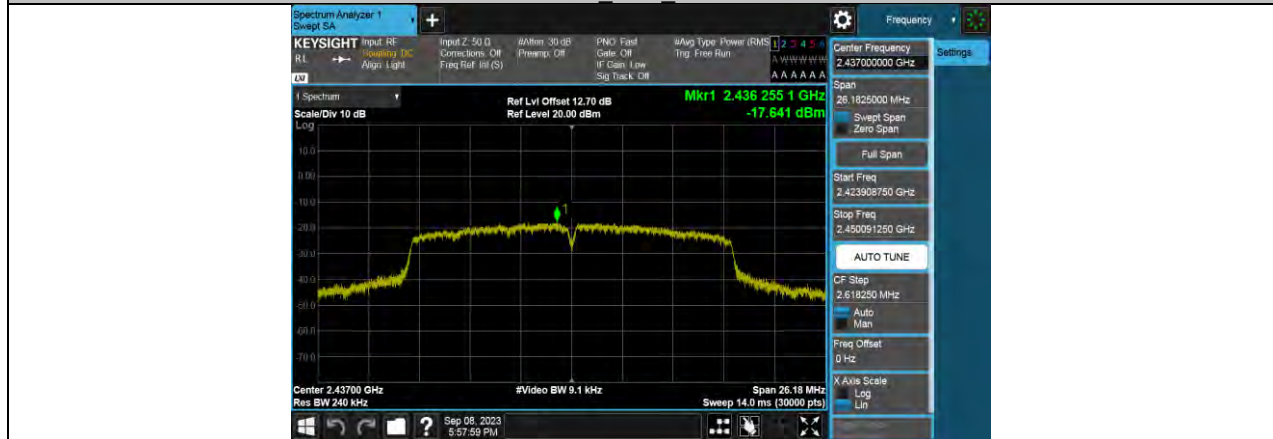 Spectrum Analyzer 1
Swept SA
+
Frequency
KEYSIGHT
RL
LXI
Input: RF
Coupling: DC
Align: Light
Input Z: 50 Ω
Corrections: Off
Freq Ref: Int (S)
#Atten: 30 dB
Preamp: Off
PNO: Fast
Gate: Off
IF Gain: Low
Sig Track: Off
#Avg Type: Power (RMS
Trig: Free Run
1 2 3 4 5 6
A W W W W W
A A A A A A
Center Frequency
2.437000000 GHz
Settings
Span
26.1825000 MHz
Swept Span
Zero Span
Full Span
Start Freq
2.423908750 GHz
Stop Freq
2.450091250 GHz
AUTO TUNE
CF Step
2.618250 MHz
Auto
Man
Freq Offset
0 Hz
X Axis Scale
Log
Lin
1 Spectrum
Scale/Div 10 dB
Log
Ref Lvl Offset 12.70 dB
Ref Level 20.00 dBm
Mkr1 2.436 255 1 GHz
-17.641 dBm
10.0
0.00
-10.0
-20.0
-30.0
-40.0
-50.0
-60.0
-70.0
1
Center 2.43700 GHz
Res BW 240 kHz
#Video BW 9.1 kHz
Span 26.18 MHz
Sweep 14.0 ms (30000 pts)
?
Sep 08, 2023
5:57:59 PM